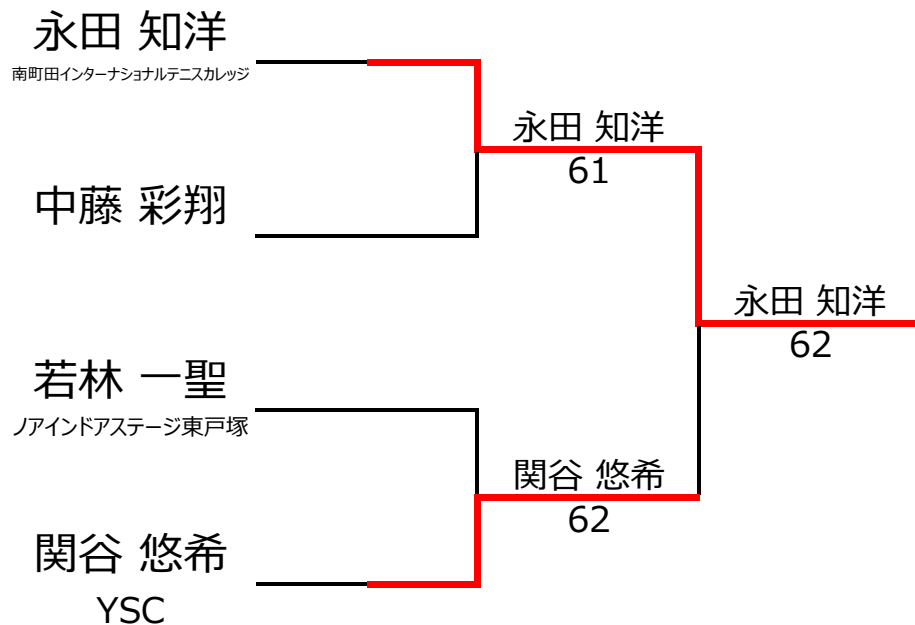 永田 知洋
南町田インターナショナルテニスカレッジ
中藤 彩翔
若林 一聖
ノアインドアステージ東戸塚
関谷 悠希
YSC
永田 知洋
61
関谷 悠希
62
永田 知洋
62